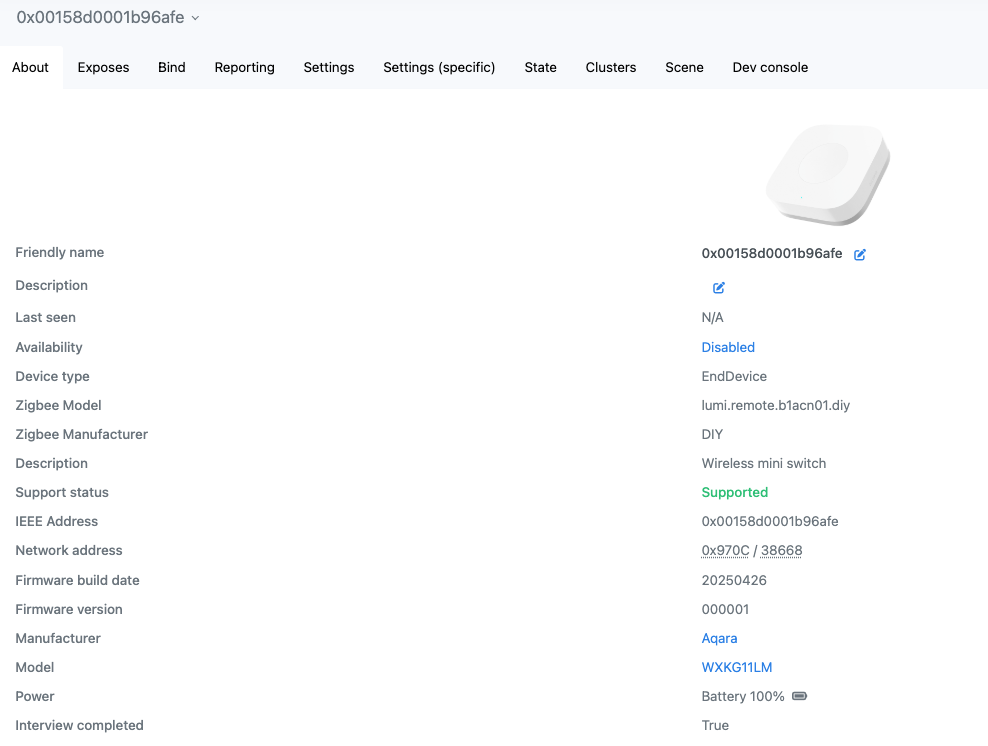 0x00158d0001b96afe
About Exposes Bind Reporting Settings Settings (specific) State Clusters Scene Dev console
Friendly name 0x00158d0001b96afe
Description
Last seen N/A
Availability Disabled
Device type EndDevice
Zigbee Model lumi.remote.b1acn01.diy
Zigbee Manufacturer DIY
Description Wireless mini switch
Support status Supported
IEEE Address 0x00158d0001b96afe
Network address 0x970C / 38668
Firmware build date 20250426
Firmware version 000001
Manufacturer Aqara
Model WXKG11LM
Power Battery 100%
Interview completed True